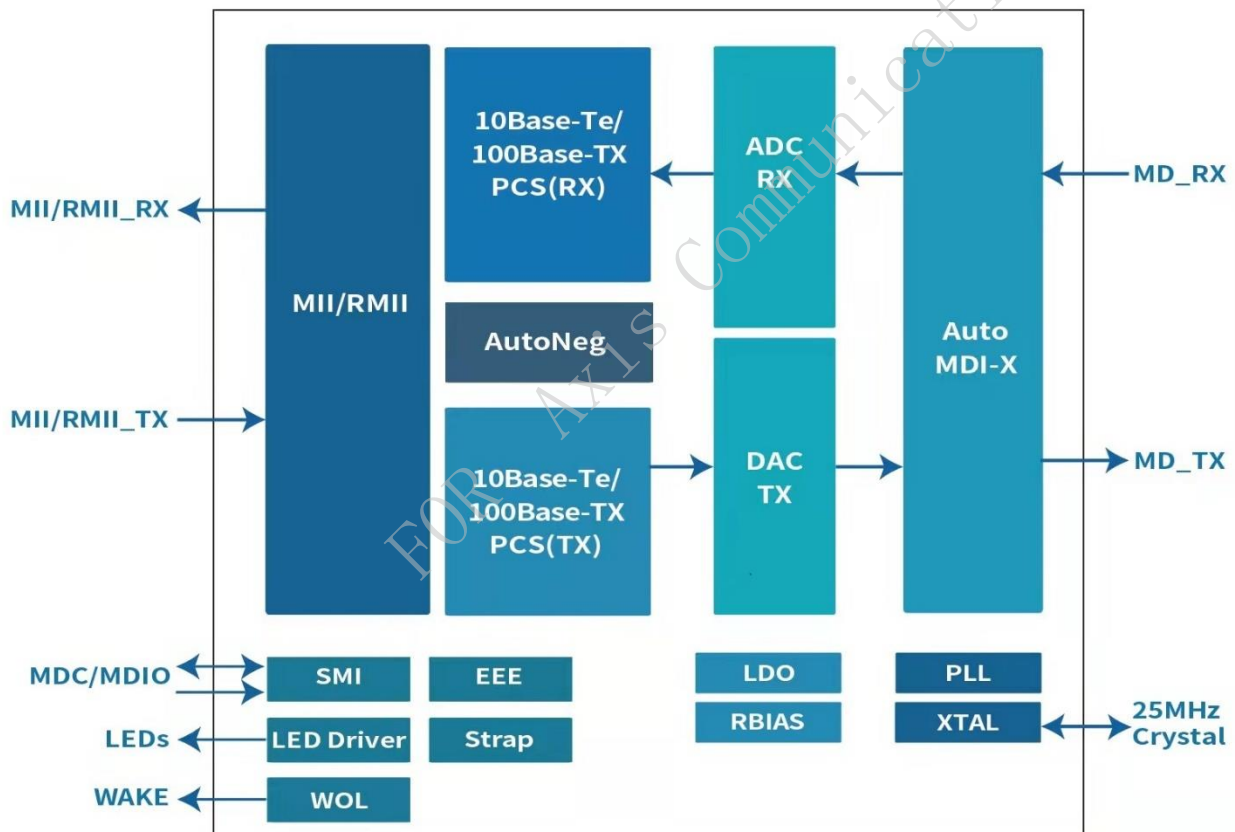 10Base-Te/
100Base-TX
PCS(RX)
ADC
RX
MD_RX
MII/RMII_RX
MII/RMII
AutoNeg
Auto
MDI-X
MII/RMII_TX
10Base-Te/
100Base-TX
PCS(TX)
DAC
TX
MD_TX
MDC/MDIO
SMI
EEE
LDO
PLL
LEDs
LED Driver
Strap
RBIAS
XTAL
25MHz
Crystal
WAKE
WOL
FOR Axis Communicati